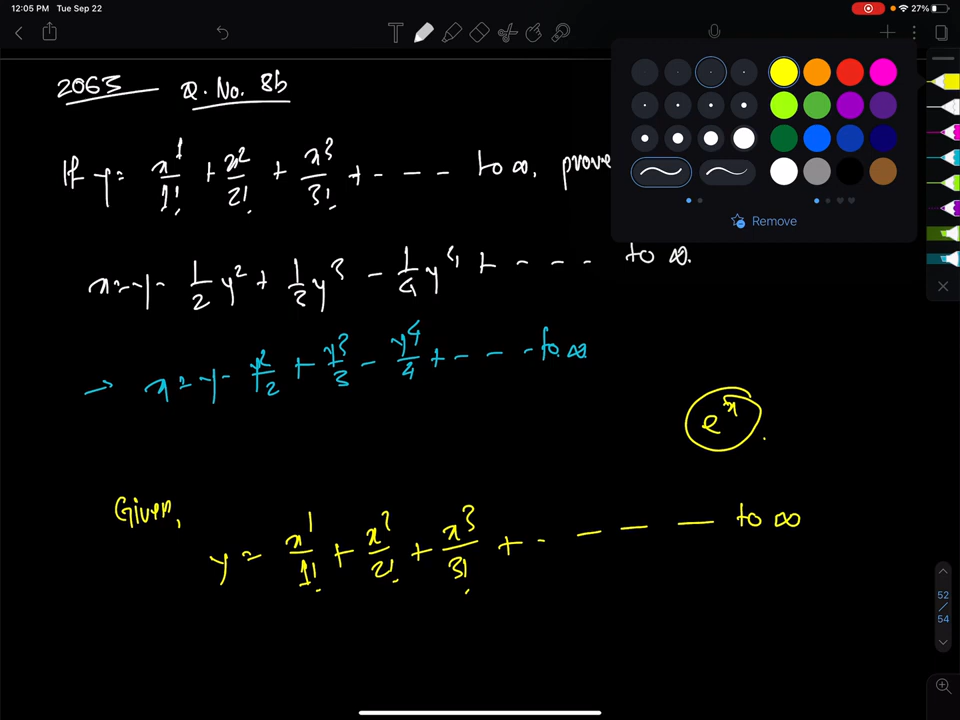 12:05 PM Tue Sep 22
27%
2063 Q. No. 8b
If y = x¹/1! + x²/2! + x³/3! + - - - to ∞, prove
x = y - 1/2 y² + 1/3 y³ - 1/4 y⁴ + - - - to ∞.
→ x = y - y²/2 + y³/3 - y⁴/4 + - - - to ∞
eˣ
Given,
y = x¹/1! + x²/2! + x³/3! + - - - - to ∞
Remove
52
/
54